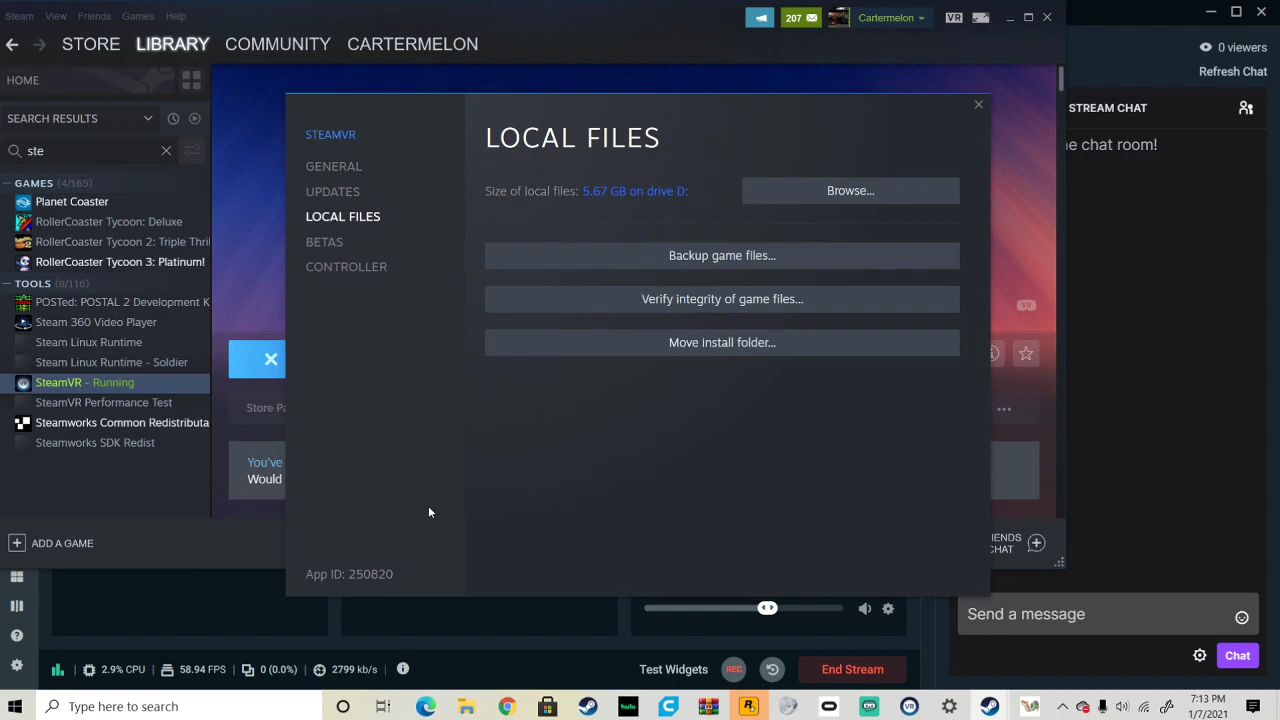 Steam View Friends Games Help
207
Cartermelon
VR
STORE LIBRARY COMMUNITY CARTERMELON
0 viewers
Refresh Chat
HOME
SEARCH RESULTS
ste
GAMES (4/165)
Planet Coaster
RollerCoaster Tycoon: Deluxe
RollerCoaster Tycoon 2: Triple Thril
RollerCoaster Tycoon 3: Platinum!
TOOLS (8/116)
POSTed: POSTAL 2 Development K
Steam 360 Video Player
Steam Linux Runtime
Steam Linux Runtime - Soldier
SteamVR - Running
SteamVR Performance Test
Steamworks Common Redistributa
Steamworks SDK Redist
ADD A GAME
STEAMVR
GENERAL
UPDATES
LOCAL FILES
BETAS
CONTROLLER
App ID: 250820
LOCAL FILES
Size of local files: 5.67 GB on drive D:
Browse...
Backup game files...
Verify integrity of game files...
Move install folder...
Store Pa
You've
Would
IENDS
CHAT
STREAM CHAT
e chat room!
Send a message
Chat
2.9% CPU
58.94 FPS
0 (0.0%)
2799 kb/s
Test Widgets
REC
End Stream
Type here to search
hulu
7:13 PM
1/7/2021